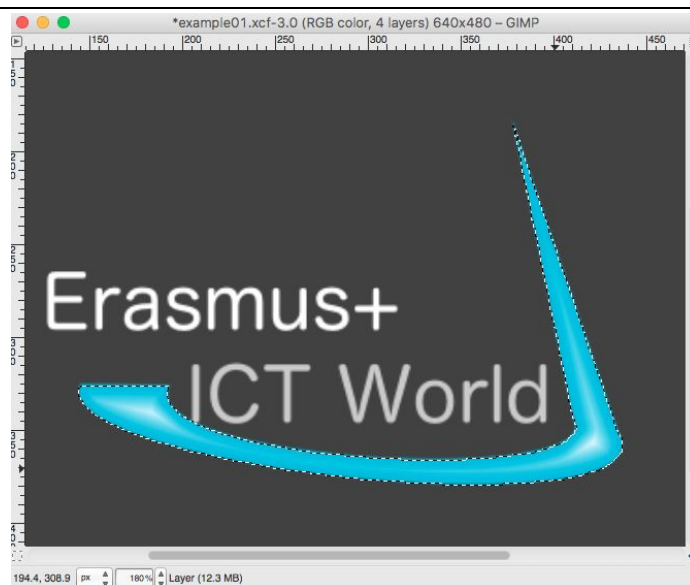 *example01.xcf-3.0 (RGB color, 4 layers) 640x480 – GIMP
150 200 250 300 350 400 450
Erasmus+
ICT World
194.4, 308.9 px 180% Layer (12.3 MB)